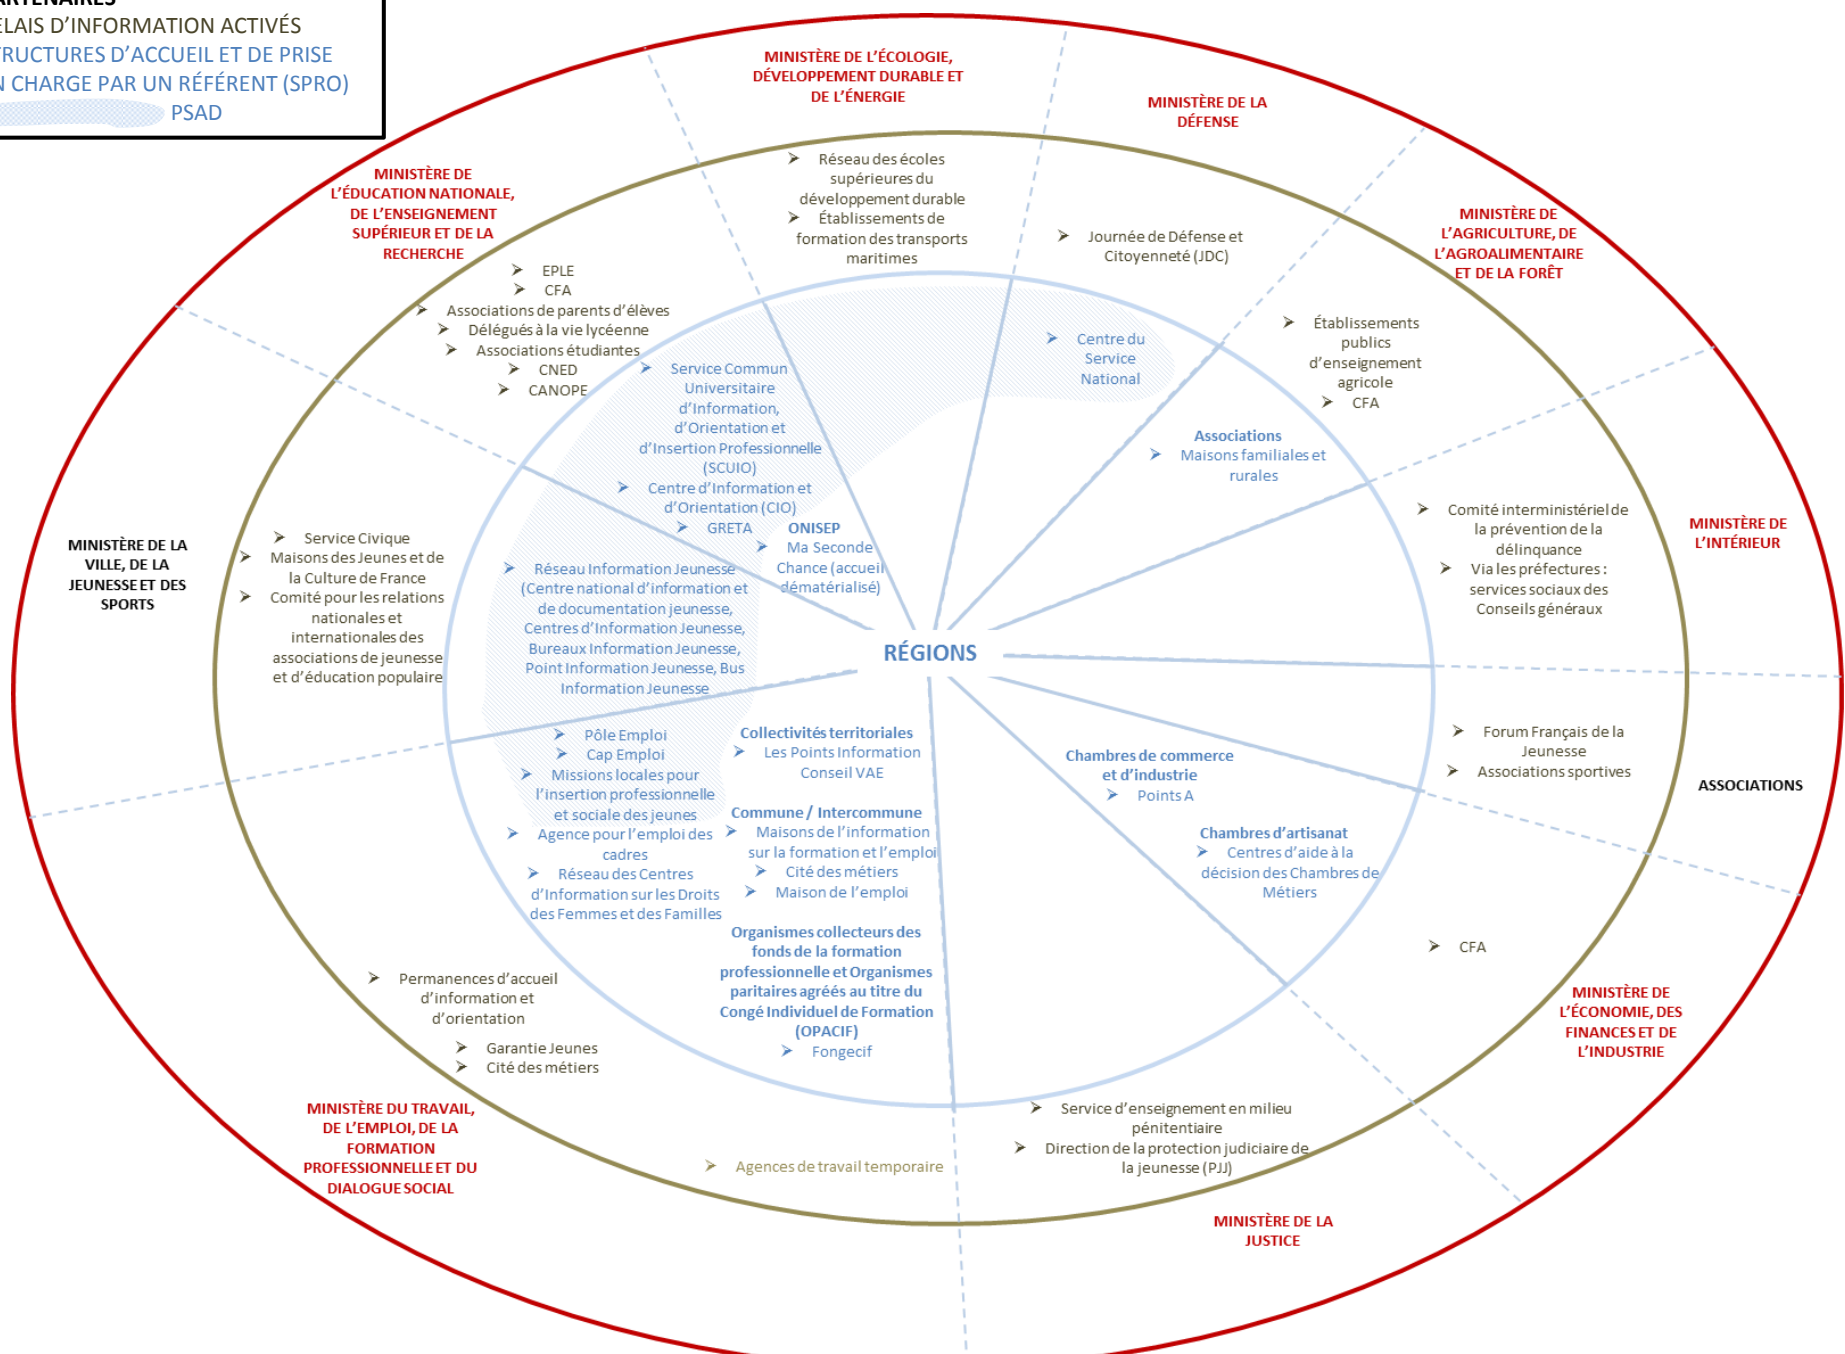 RELAIS D’INFORMATION ACTIVÉS
STRUCTURES D’ACCUEIL ET DE PRISE
EN CHARGE PAR UN RÉFÉRENT (SPRO)
PSAD
MINISTÈRE DE L’ÉCOLOGIE,
DÉVELOPPEMENT DURABLE ET
DE L’ÉNERGIE
MINISTÈRE DE LA
DÉFENSE
MINISTÈRE DE
L’ÉDUCATION NATIONALE,
DE L’ENSEIGNEMENT
SUPÉRIEUR ET DE LA
RECHERCHE
MINISTÈRE DE
L’AGRICULTURE, DE
L’AGROALIMENTAIRE
ET DE LA FORÊT
➢ Réseau des écoles
supérieures du
développement durable
➢ Établissements de
formation des transports
maritimes
➢ Journée de Défense et
Citoyenneté (JDC)
➢ EPLE
➢ CFA
➢ Associations de parents d’élèves
➢ Délégués à la vie lycéenne
➢ Associations étudiantes
➢ CNED
➢ CANOPE
➢ Établissements
publics
d’enseignement
agricole
➢ CFA
➢ Service Commun
Universitaire
d’Information,
d’Orientation et
d’Insertion Professionnelle
(SCUIO)
➢ Centre d’Information et
d’Orientation (CIO)
➢ GRETA
ONISEP
➢ Ma Seconde
Chance (accueil
dématérialisé)
➢ Centre du
Service
National
Associations
➢ Maisons familiales et
rurales
➢ Comité interministériel de
la prévention de la
délinquance
➢ Via les préfectures :
services sociaux des
Conseils généraux
MINISTÈRE DE
L’INTÉRIEUR
MINISTÈRE DE LA
VILLE, DE LA
JEUNESSE ET DES
SPORTS
➢ Service Civique
➢ Maisons des Jeunes et de
la Culture de France
➢ Comité pour les relations
nationales et
internationales des
associations de jeunesse
et d’éducation populaire
➢ Réseau Information Jeunesse
(Centre national d’information et
de documentation jeunesse,
Centres d’Information Jeunesse,
Bureaux Information Jeunesse,
Point Information Jeunesse, Bus
Information Jeunesse
RÉGIONS
➢ Pôle Emploi
➢ Cap Emploi
➢ Missions locales pour
l’insertion professionnelle
et sociale des jeunes
➢ Agence pour l’emploi des
cadres
➢ Réseau des Centres
d’Information sur les Droits
des Femmes et des Familles
Collectivités territoriales
➢ Les Points Information
Conseil VAE
Commune / Intercommune
➢ Maisons de l’information
sur la formation et l’emploi
➢ Cité des métiers
➢ Maison de l’emploi
Organismes collecteurs des
fonds de la formation
professionnelle et Organismes
paritaires agréés au titre du
Congé Individuel de Formation
(OPACIF)
➢ Fongecif
Chambres de commerce
et d’industrie
➢ Points A
Chambres d’artisanat
➢ Centres d’aide à la
décision des Chambres de
Métiers
➢ Forum Français de la
Jeunesse
➢ Associations sportives
ASSOCIATIONS
➢ CFA
MINISTÈRE DE
L’ÉCONOMIE, DES
FINANCES ET DE
L’INDUSTRIE
➢ Permanences d’accueil
d’information et
d’orientation
➢ Garantie Jeunes
➢ Cité des métiers
MINISTÈRE DU TRAVAIL,
DE L’EMPLOI, DE LA
FORMATION
PROFESSIONNELLE ET DU
DIALOGUE SOCIAL
➢ Agences de travail temporaire
➢ Service d’enseignement en milieu
pénitentiaire
➢ Direction de la protection judiciaire de
la jeunesse (PJJ)
MINISTÈRE DE LA
JUSTICE